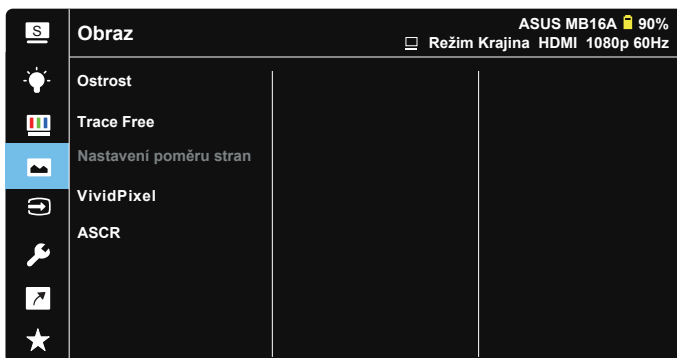 S
Obraz
ASUS MB16A 90%
Režim Krajina HDMI 1080p 60Hz
Ostrost
Trace Free
Nastavení poměru stran
VividPixel
ASCR